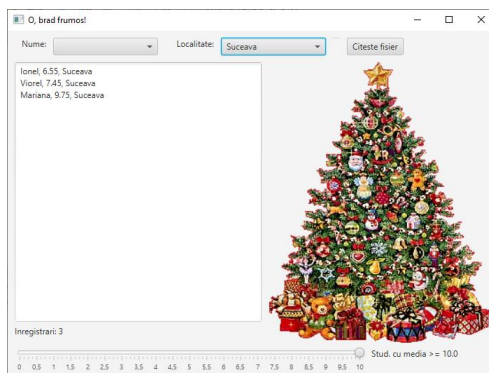 O, brad frumos!
Nume: Localitate: Suceava Citeste fisier
Ionel, 6.55, Suceava
Viorel, 7.45, Suceava
Mariana, 9.75, Suceava
Inregistrari: 3
Stud. cu media >= 10.0
0 0,5 1 1,5 2 2,5 3 3,5 4 4,5 5 5,5 6 6,5 7 7,5 8 8,5 9 9,5 10